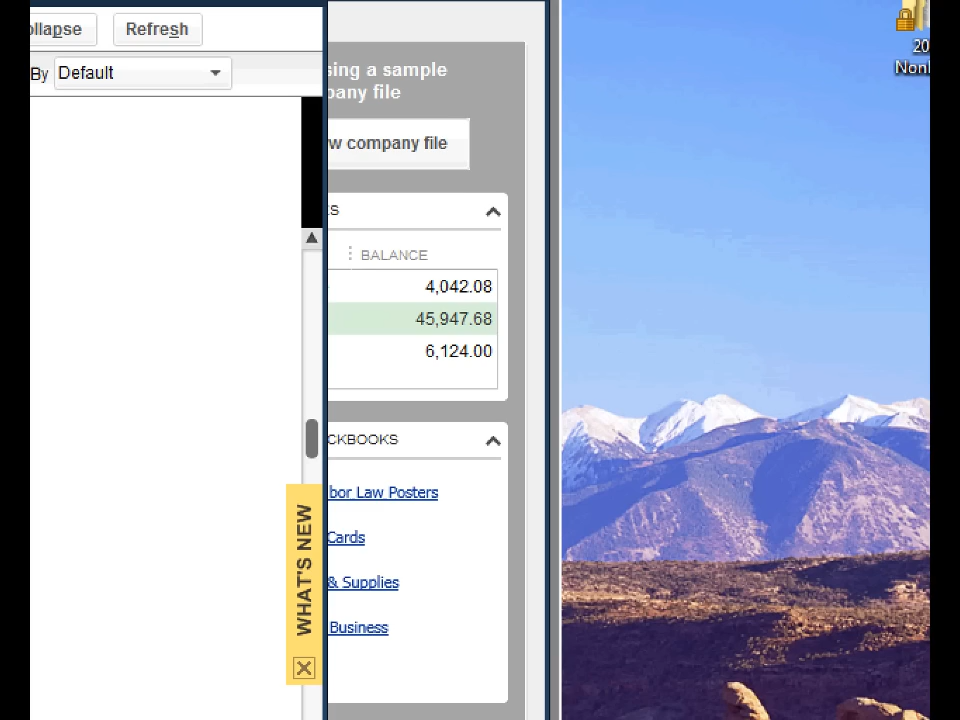 ollapse
Refresh
By
Default
sing a sample
pany file
w company file
S
BALANCE
4,042.08
45,947.68
6,124.00
CKBOOKS
bor Law Posters
Cards
& Supplies
Business
WHAT'S NEW
20
Non